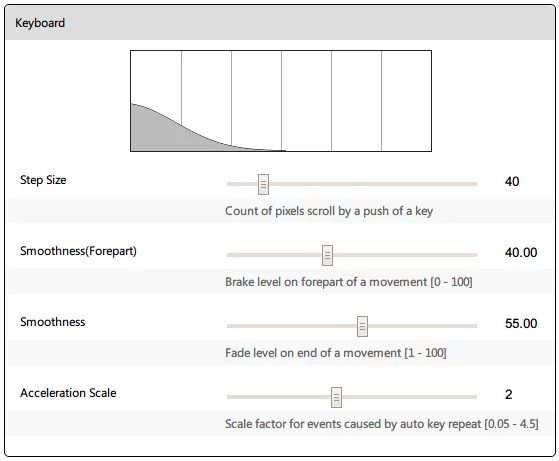 Keyboard
Step Size 40
Count of pixels scroll by a push of a key
Smoothness(Forepart) 40.00
Brake level on forepart of a movement [0 - 100]
Smoothness 55.00
Fade level on end of a movement [1 - 100]
Acceleration Scale 2
Scale factor for events caused by auto key repeat [0.05 - 4.5]